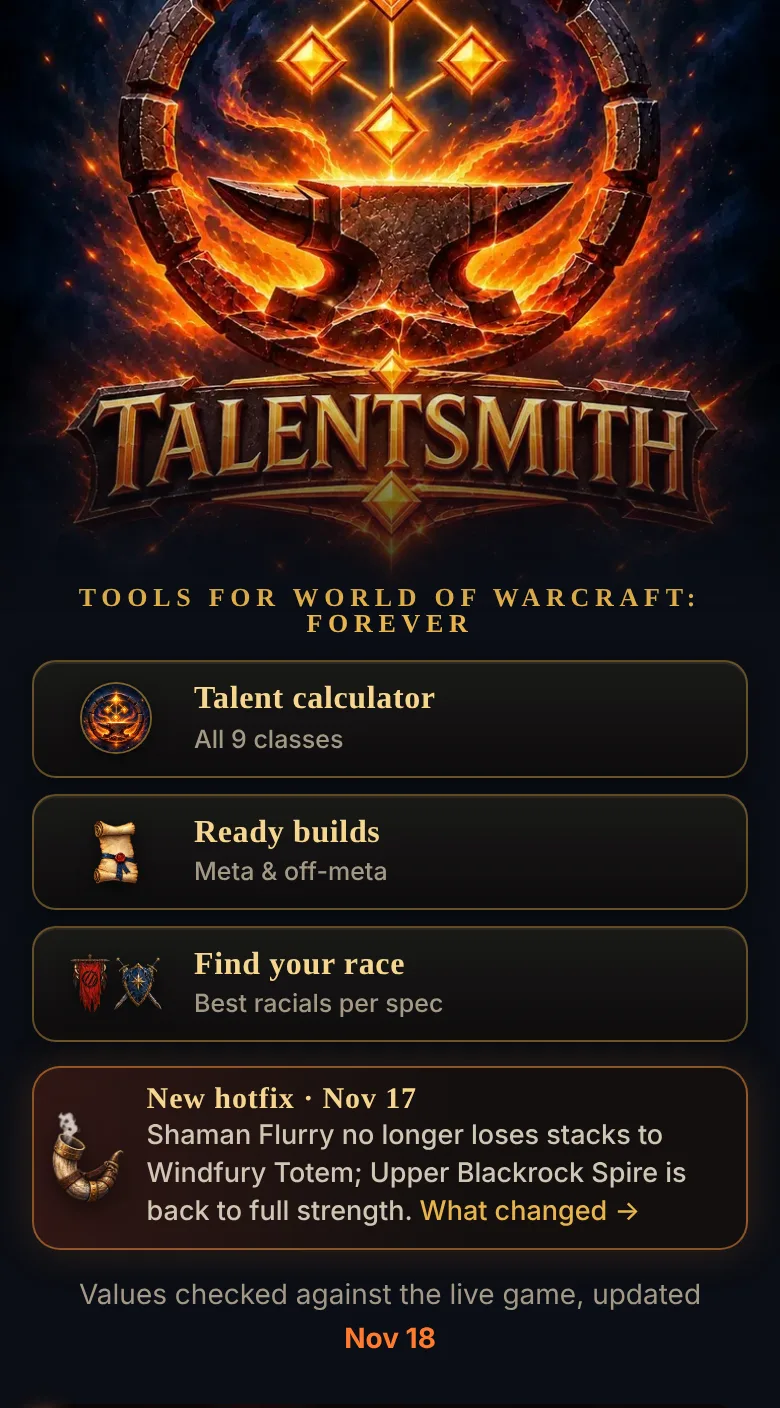 TALENTSMITH
TOOLS FOR WORLD OF WARCRAFT:
FOREVER
Talent calculator
All 9 classes
Ready builds
Meta & off-meta
Find your race
Best racials per spec
New hotfix · Nov 17
Shaman Flurry no longer loses stacks to
Windfury Totem; Upper Blackrock Spire is
back to full strength. What changed →
Values checked against the live game, updated
Nov 18